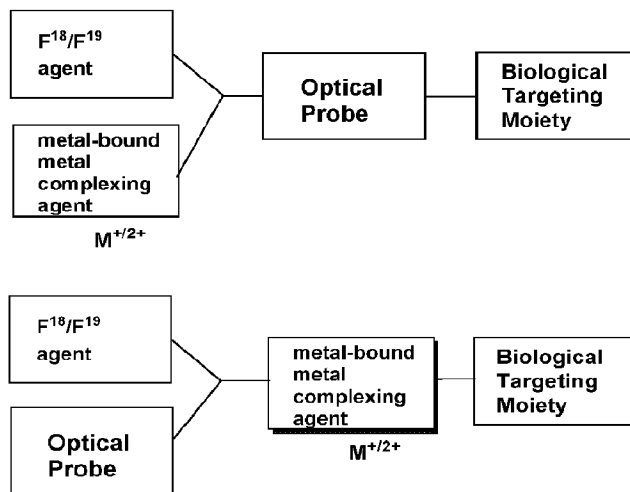 F18/F19
agent
metal-bound
metal
complexing
agent
M+/2+
Optical
Probe
Biological
Targeting
Moiety
F18/F19
agent
Optical
Probe
metal-bound
metal
complexing
agent
M+/2+
Biological
Targeting
Moiety